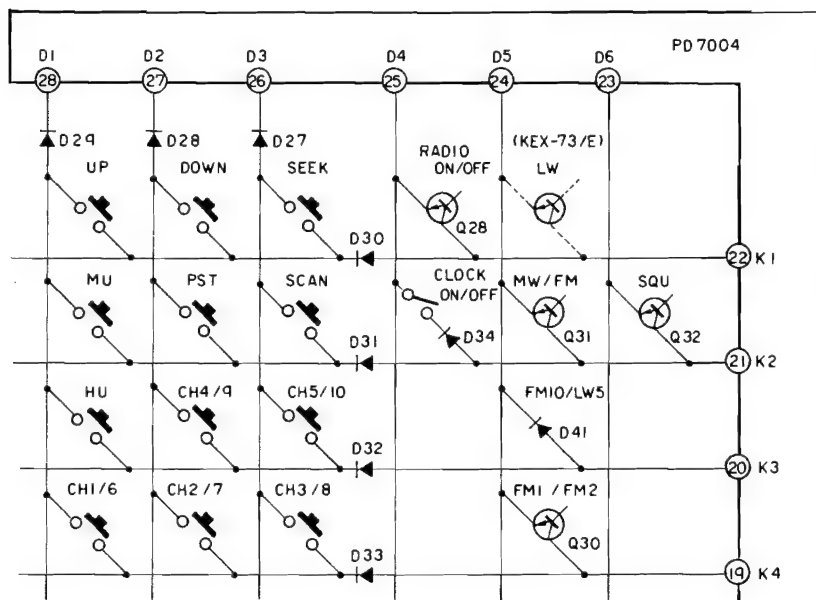 PD7004
D1 D2 D3 D4 D5 D6
28 27 26 25 24 23
D29 D28 D27 RADIO (KEX-73/E)
UP DOWN SEEK ON/OFF LW
Q28
D30
22 K1
MU PST SCAN CLOCK MW/FM SQU
ON/OFF
D31 D34 Q31 Q32
21 K2
HU CH4/9 CH5/10 FM10/LW5
D41
D32
20 K3
CH1/6 CH2/7 CH3/8 FM1/FM2
Q30
D33
19 K4